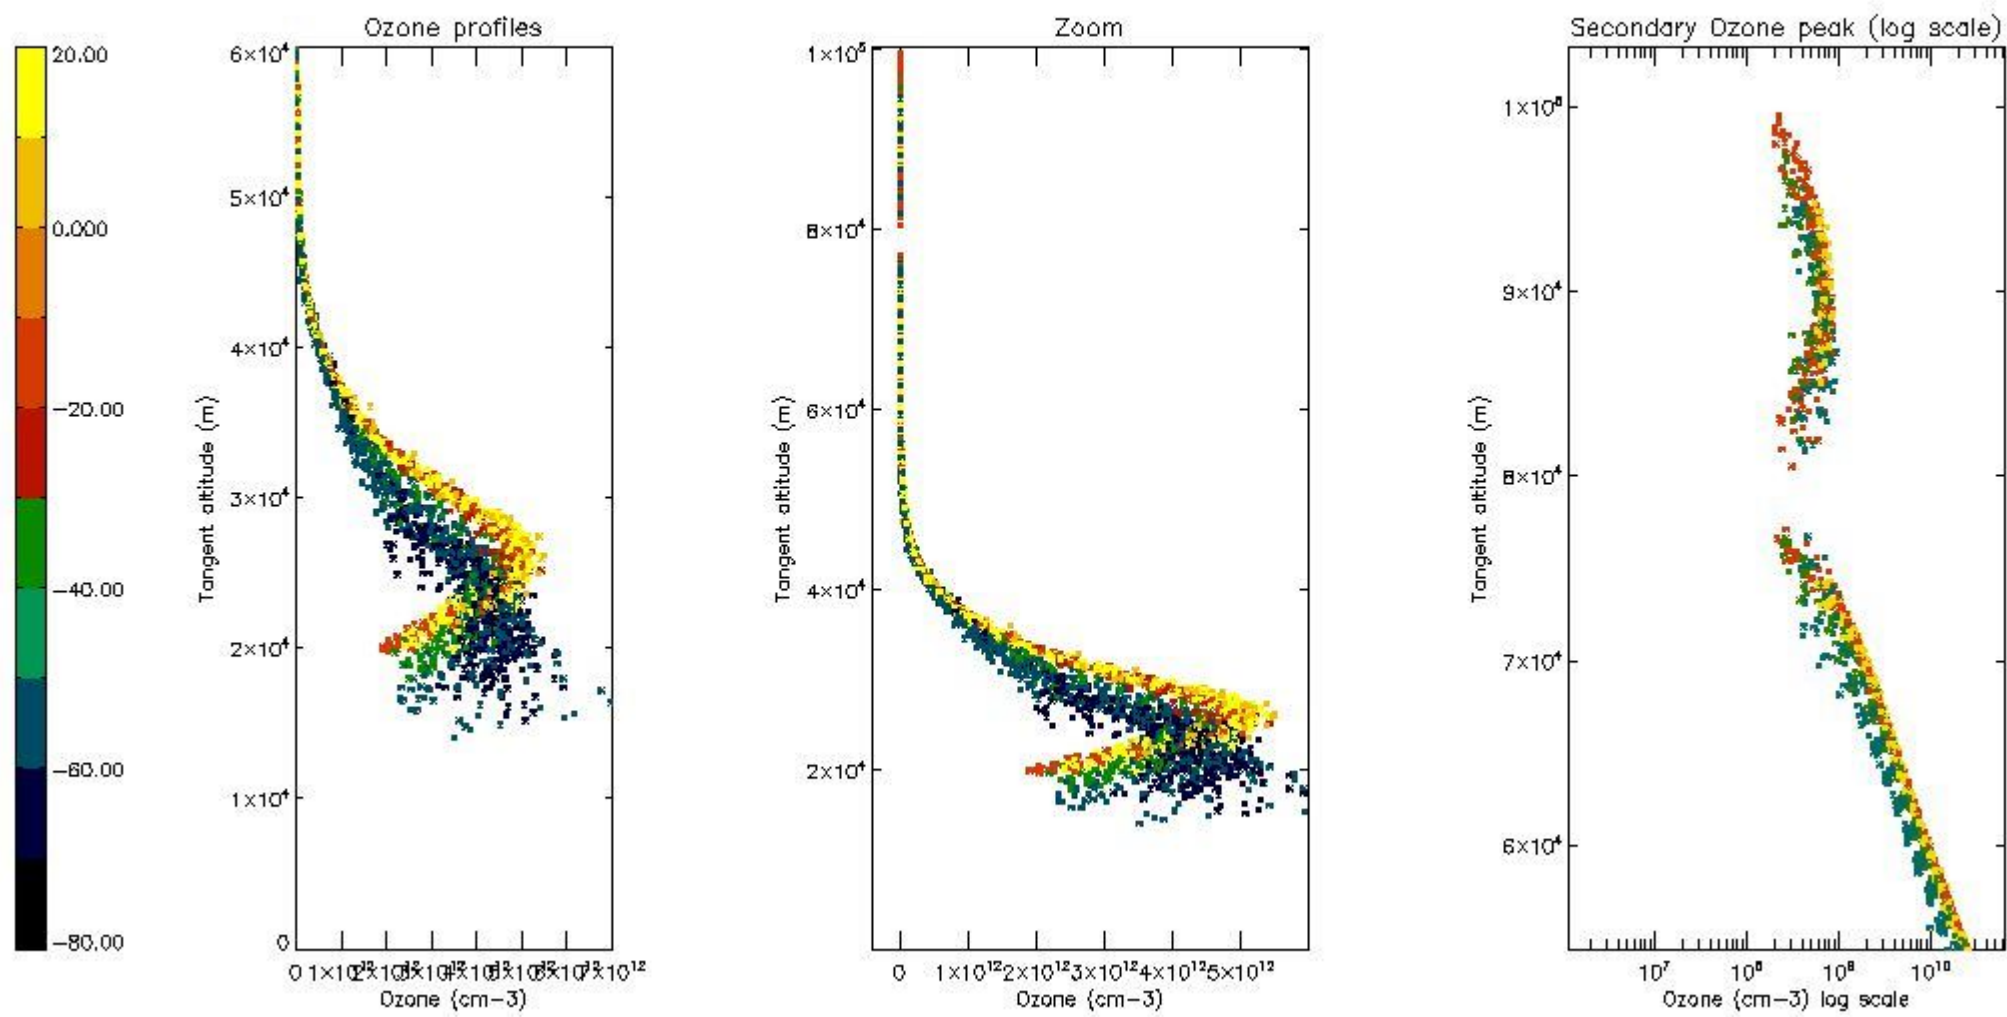 Ozone profiles
Zoom
Secondary Ozone peak (log scale)
20.00
0.000
−20.00
−40.00
−60.00
−80.00
6×10⁴
5×10⁴
4×10⁴
3×10⁴
2×10⁴
1×10⁴
0
Tangent altitude (m)
0
7×10¹²
Ozone (cm−3)
1×10⁵
8×10⁴
6×10⁴
4×10⁴
2×10⁴
Tangent altitude (m)
0 1×10¹² 2×10¹² 3×10¹² 4×10¹² 5×10¹²
Ozone (cm−3)
9×10⁴
8×10⁴
7×10⁴
6×10⁴
Tangent altitude (m)
10⁷ 10⁸ 10⁹ 10¹⁰
Ozone (cm−3) log scale